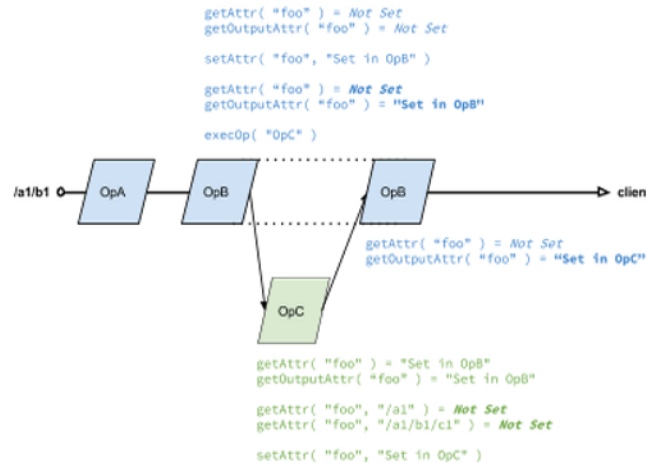 getAttr( "foo" ) = Not Set
getOutputAttr( "foo" ) = Not Set
setAttr( "foo", "Set in OpB" )
getAttr( "foo" ) = Not Set
getOutputAttr( "foo" ) = "Set in OpB"
execOp( "OpC" )
/a1/b1
OpA
OpB
OpB
clien
getAttr( "foo" ) = Not Set
getOutputAttr( "foo" ) = "Set in OpC"
OpC
getAttr( "foo" ) = "Set in OpB"
getOutputAttr( "foo" ) = "Set in OpB"
getAttr( "foo", "/a1" ) = Not Set
getAttr( "foo", "/a1/b1/c1" ) = Not Set
setAttr( "foo", "Set in OpC" )